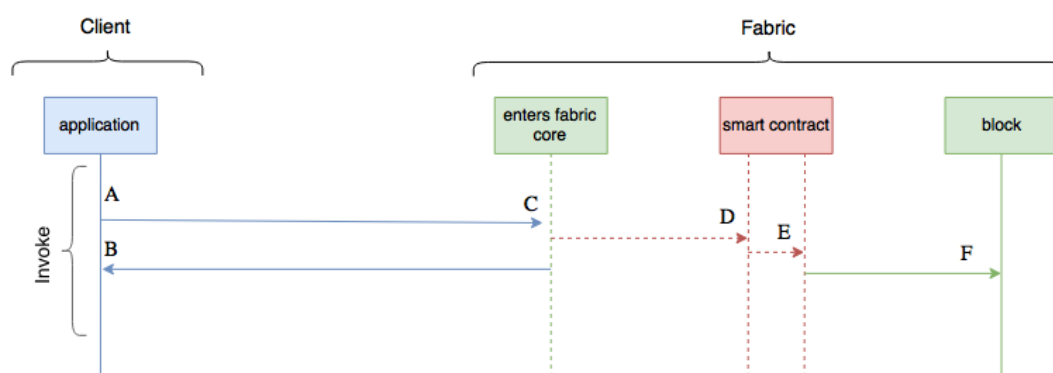 Client
Fabric
application
enters fabric
core
smart contract
block
A
C
D
E
B
F
Invoke